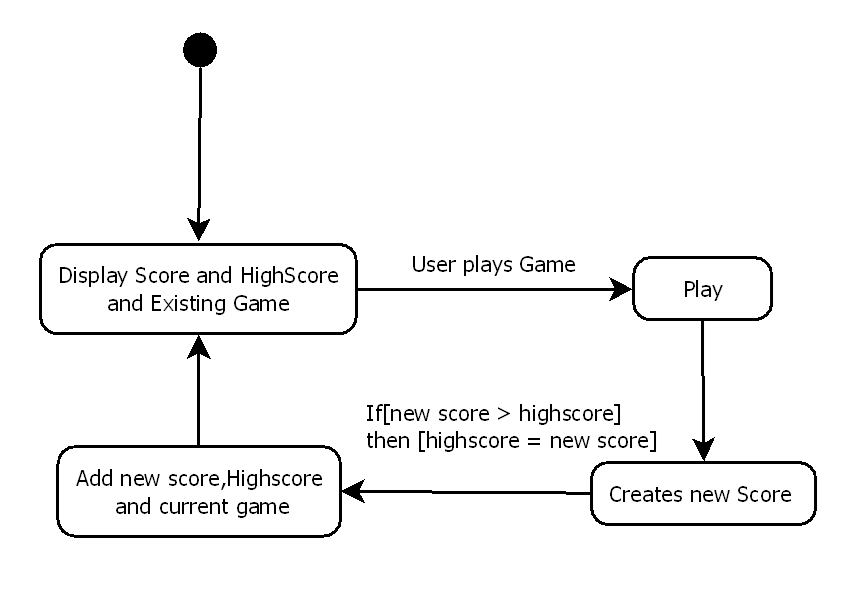 Display Score and HighScore
and Existing Game
User plays Game
Play
If[new score > highscore]
then [highscore = new score]
Creates new Score
Add new score,Highscore
and current game